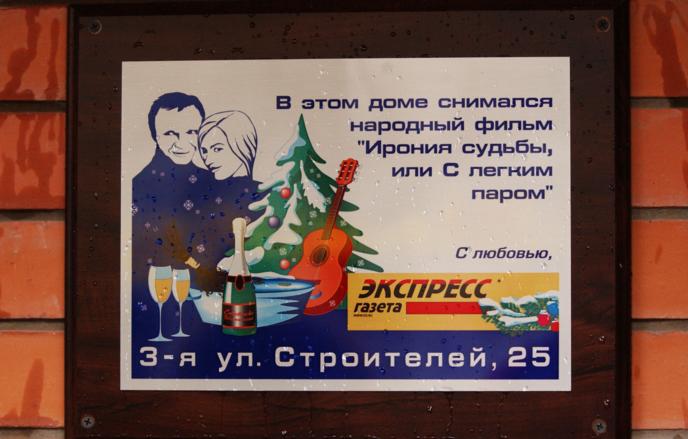 В этом доме снимался
народный фильм
"Ирония судьбы,
или С легким
паром"
С любовью,
ЭКСПРЕСС
газета
3-я ул. Строителей, 25